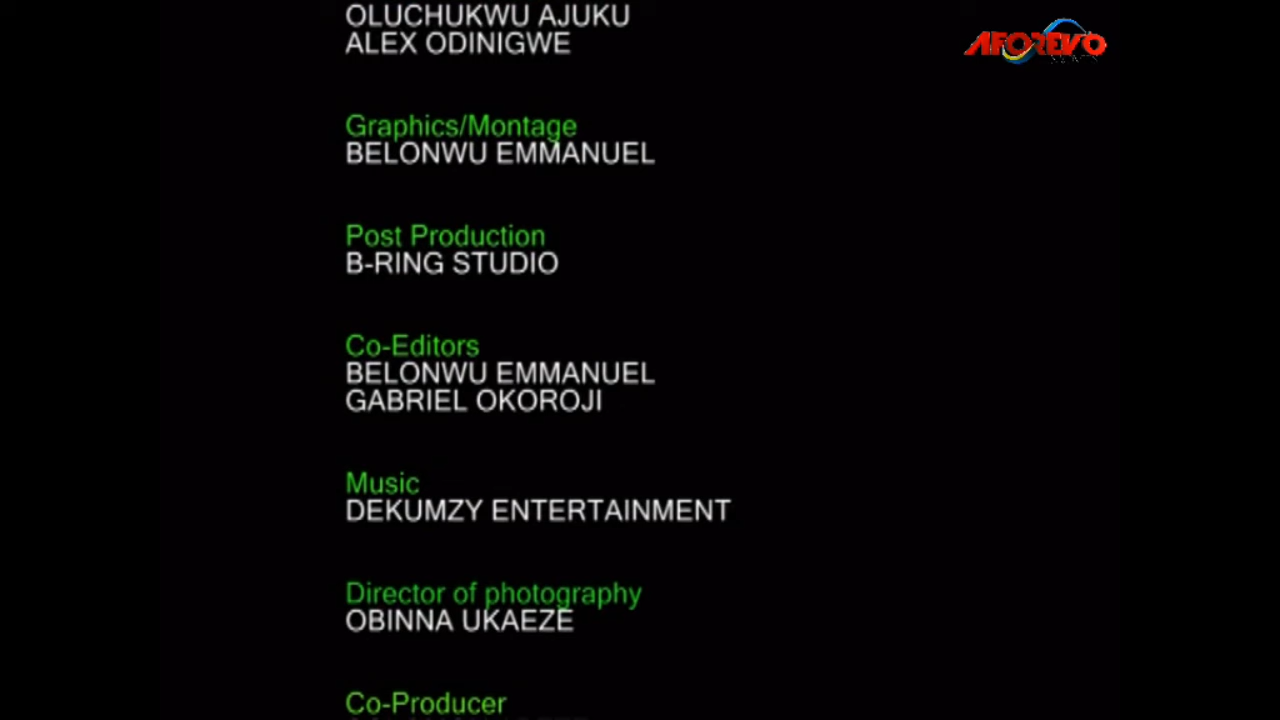 OLUCHUKWU AJUKU
ALEX ODINIGWE
AFOREVO
Graphics/Montage
BELONWU EMMANUEL
Post Production
B-RING STUDIO
Co-Editors
BELONWU EMMANUEL
GABRIEL OKOROJI
Music
DEKUMZY ENTERTAINMENT
Director of photography
OBINNA UKAEZE
Co-Producer